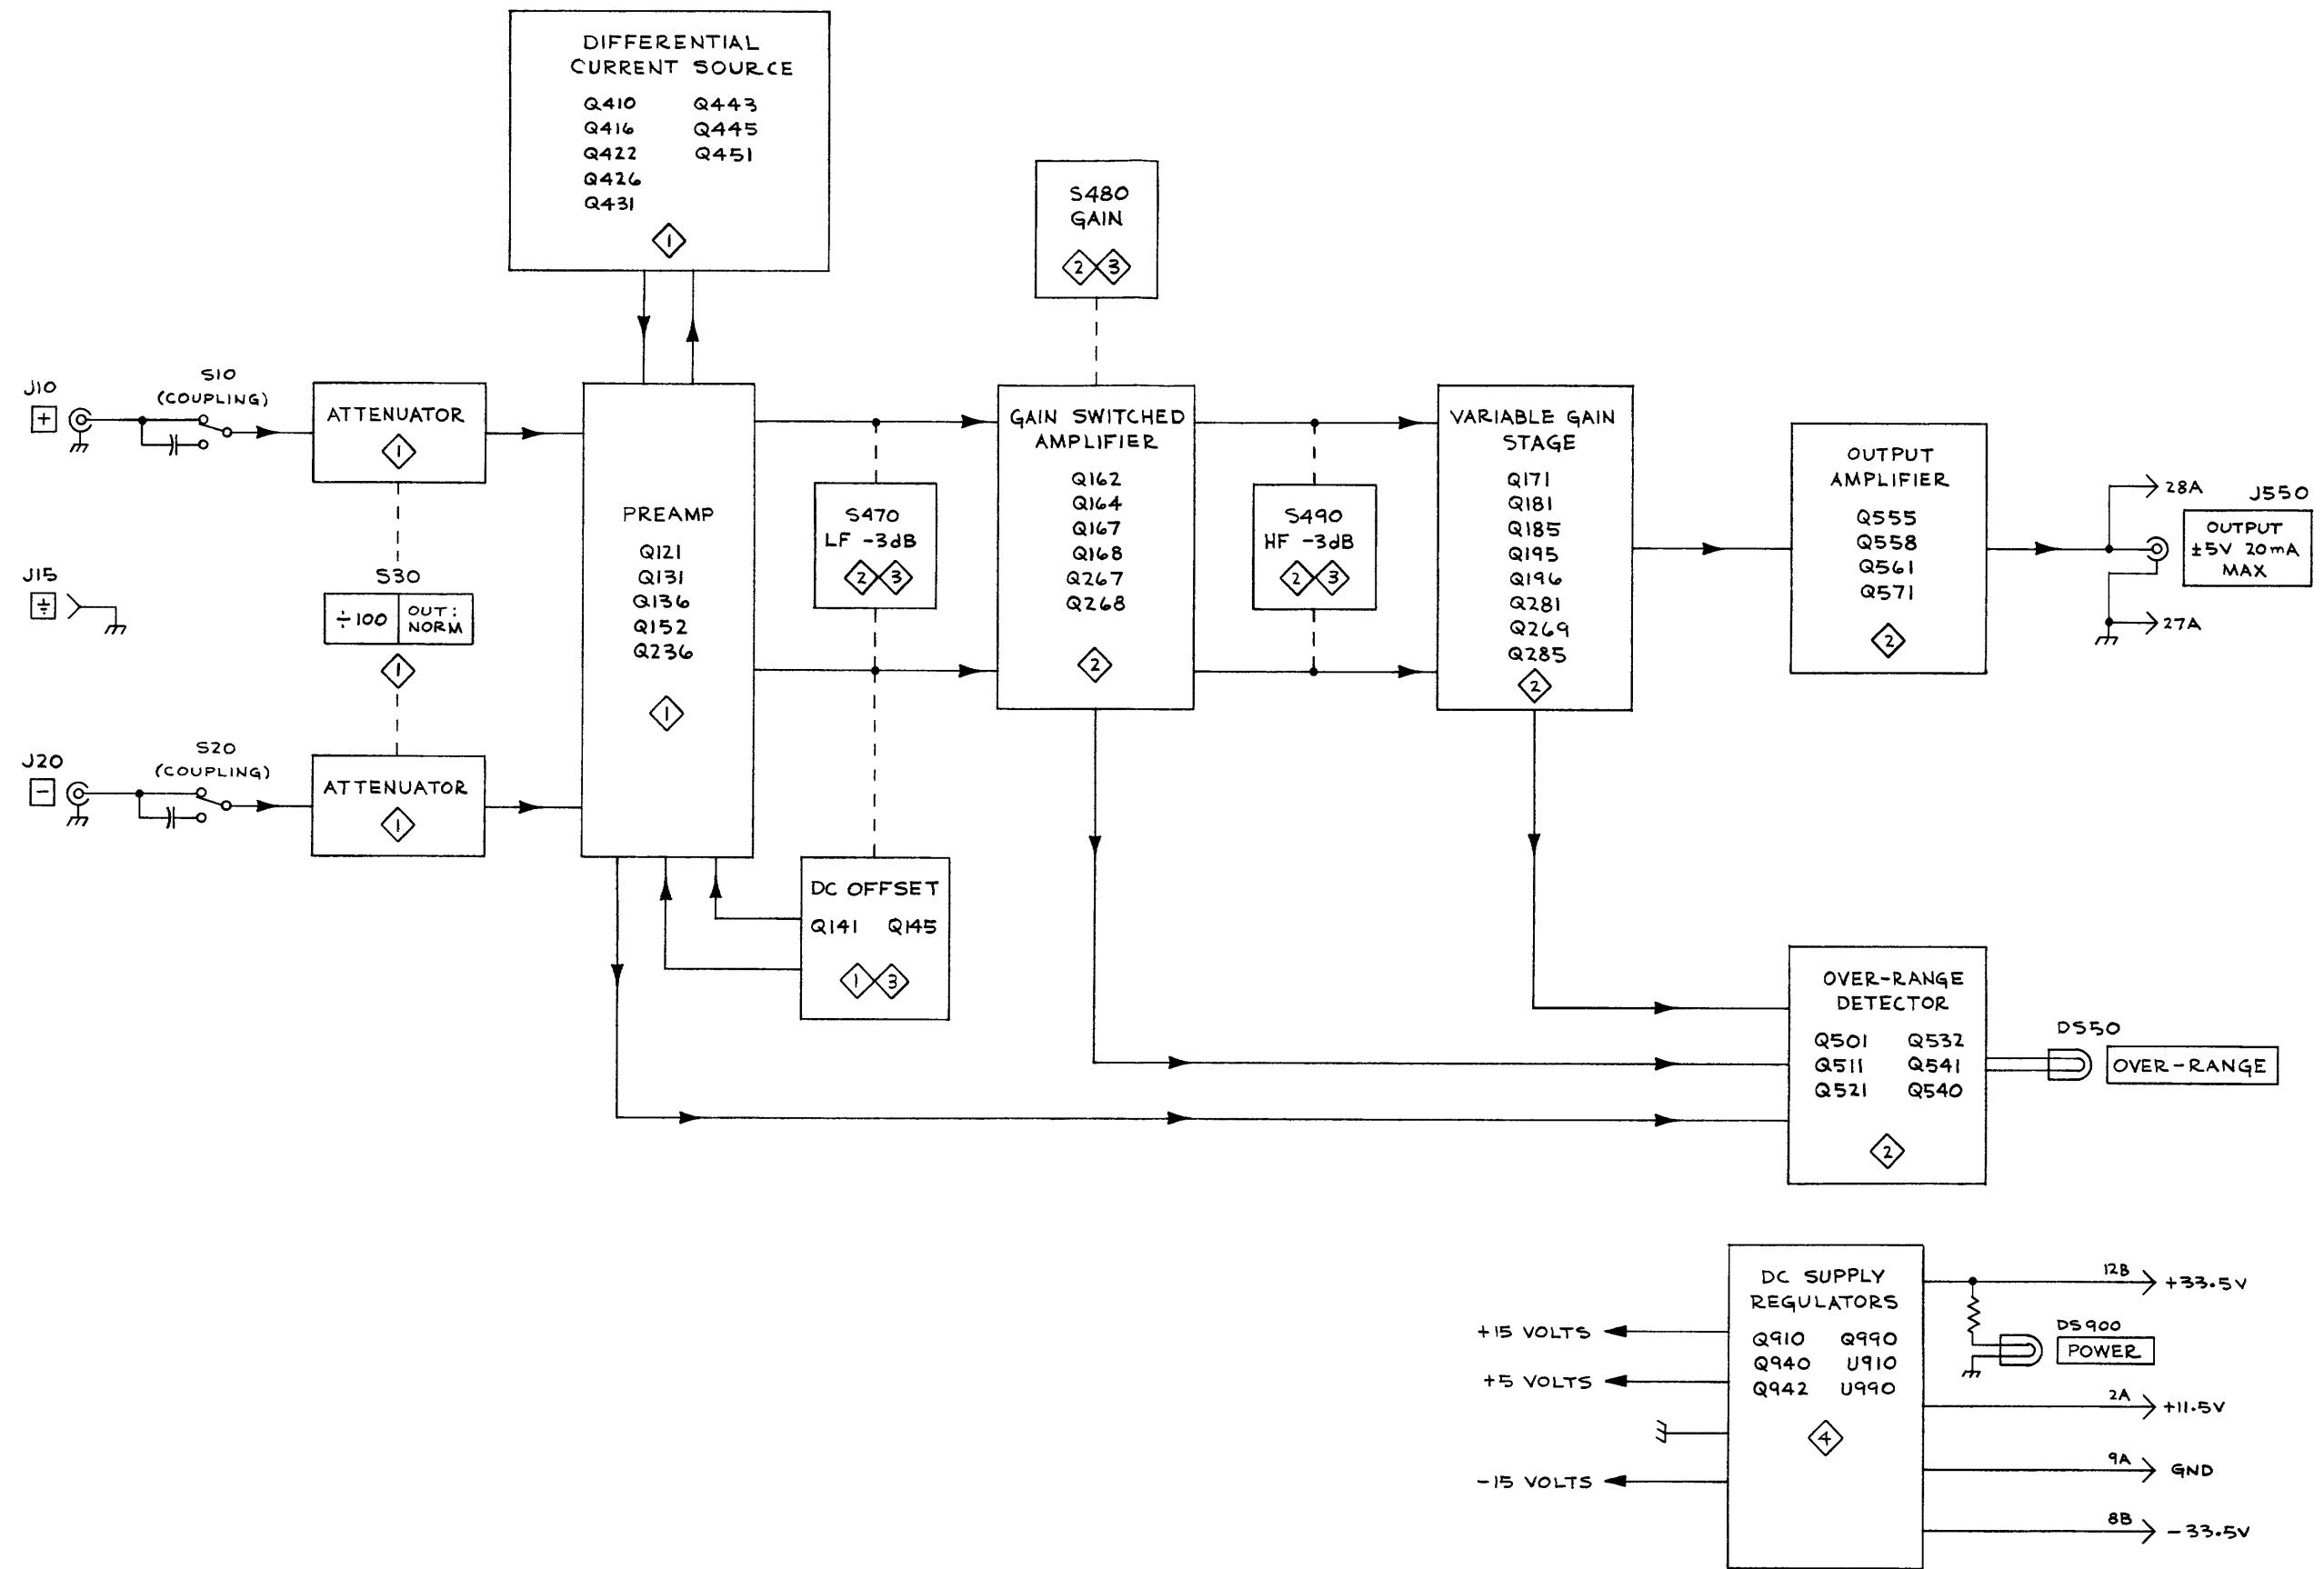 DIFFERENTIAL
CURRENT SOURCE
Q410 Q443
Q416 Q445
Q422 Q451
Q426
Q431
1
S480
GAIN
2 3
J10
+
S10
(COUPLING)
ATTENUATOR
1
J15
S30
÷100 OUT:
NORM
1
J20
−
S20
(COUPLING)
ATTENUATOR
1
PREAMP
Q121
Q131
Q136
Q152
Q236
1
S470
LF -3dB
2 3
DC OFFSET
Q141 Q145
1 3
GAIN SWITCHED
AMPLIFIER
Q162
Q164
Q167
Q168
Q267
Q268
2
S490
HF -3dB
2 3
VARIABLE GAIN
STAGE
Q171
Q181
Q185
Q195
Q196
Q281
Q269
Q285
2
OUTPUT
AMPLIFIER
Q555
Q558
Q561
Q571
2
28A
J550
OUTPUT
±5V 20mA
MAX
27A
OVER-RANGE
DETECTOR
Q501 Q532
Q511 Q541
Q521 Q540
2
DS50
OVER-RANGE
DC SUPPLY
REGULATORS
Q910 Q990
Q940 U910
Q942 U990
4
+15 VOLTS
+5 VOLTS
-15 VOLTS
12B +33.5V
DS900
POWER
2A +11.5V
9A GND
8B -33.5V